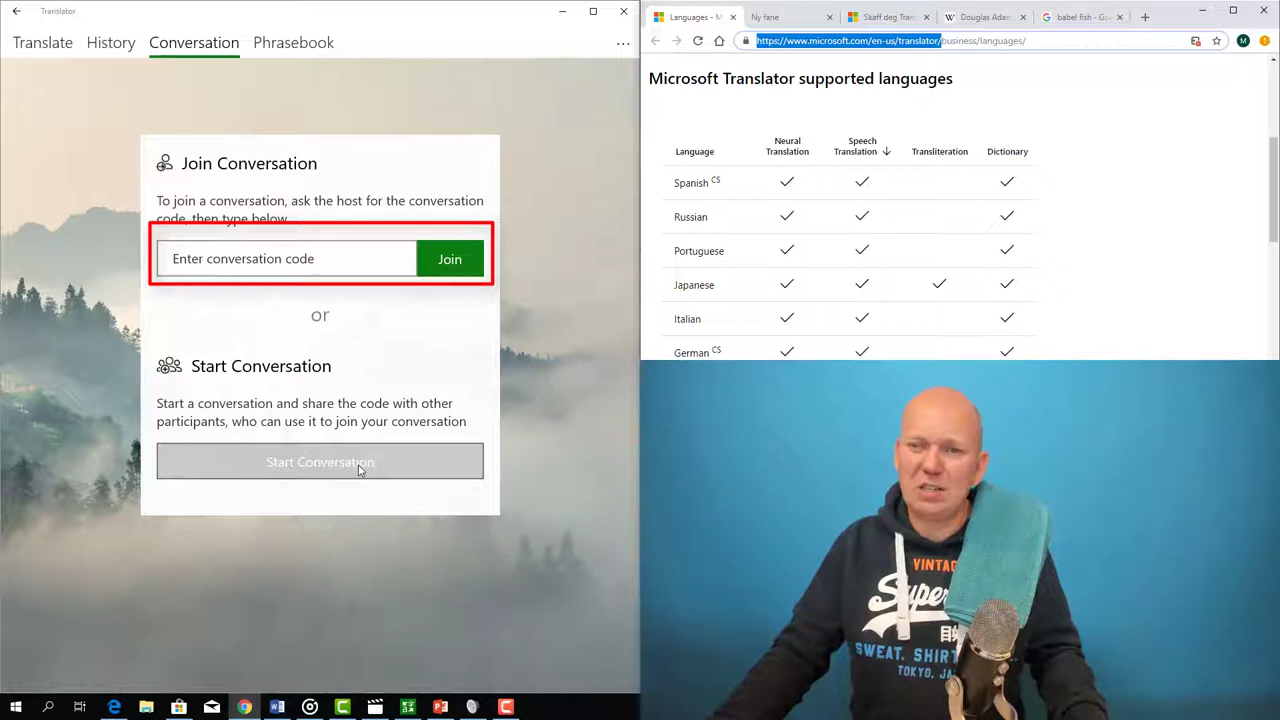 Translator
Translate History Conversation Phrasebook
Join Conversation
To join a conversation, ask the host for the conversation
code, then type below
Enter conversation code
Join
or
Start Conversation
Start a conversation and share the code with other
participants, who can use it to join your conversation
Start Conversation
Languages - M
Ny fane
Skaff deg Tran
Douglas Adam
babel fish - Go
https://www.microsoft.com/en-us/translator/business/languages/
M
Microsoft Translator supported languages
Language Neural Translation Speech Translation Transliteration Dictionary
Spanish CS
Russian
Portuguese
Japanese
Italian
German CS
VINTAG
Super
SWEAT. SHIRT
TOKYO, JA